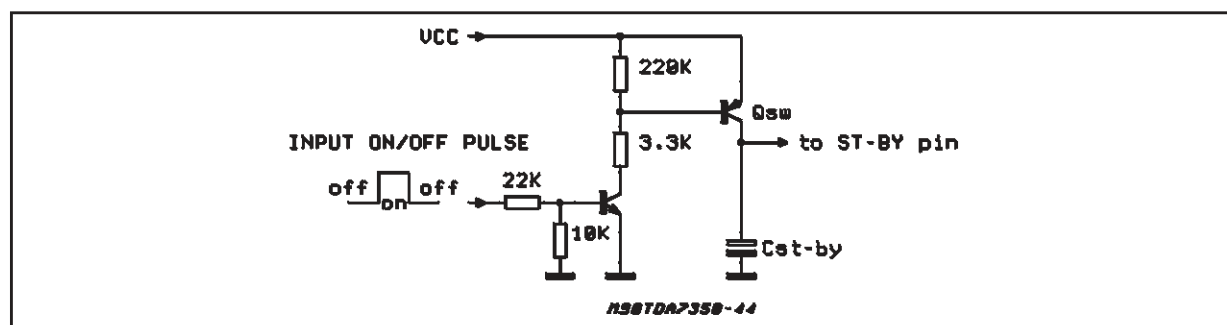 VCC
220K
Qsw
INPUT ON/OFF PULSE
3.3K
to ST-BY pin
off on off
22K
10K
Cst-by
M90TDA7350-44